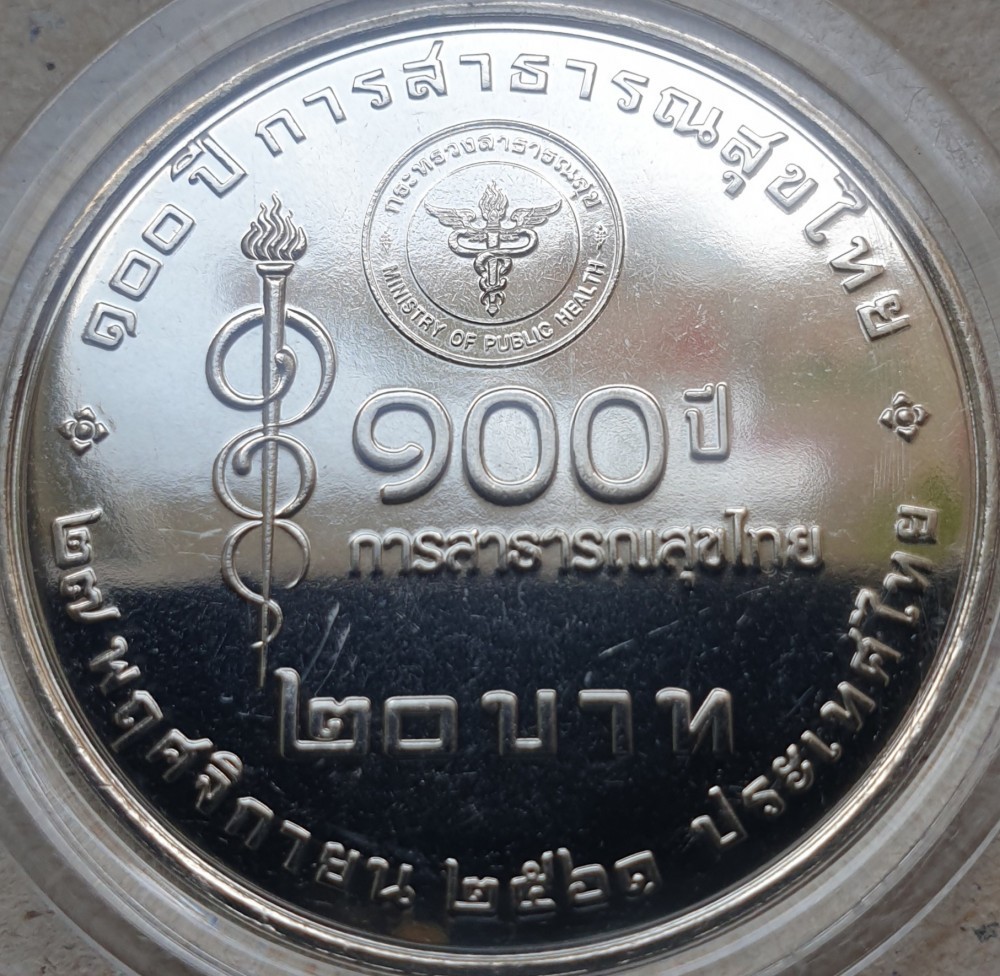 ๑๐๐ ปี การสาธารณสุขไทย
กระทรวงสาธารณสุข
MINISTRY OF PUBLIC HEALTH
๑๐๐ ปี
การสาธารณสุขไทย
๒๐ บาท
๒๗ พฤศจิกายน ๒๕๖๑ ประเทศไทย